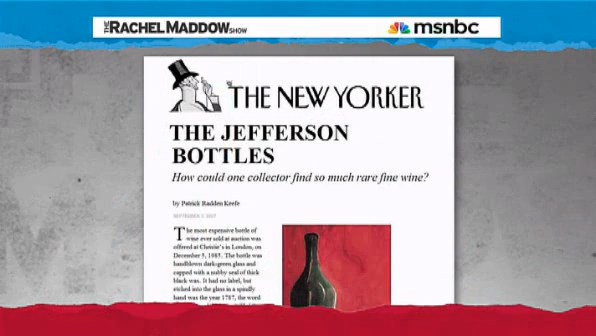 THE RACHEL MADDOW SHOW
msnbc
THE NEW YORKER
THE JEFFERSON
BOTTLES
How could one collector find so much rare fine wine?
by Patrick Radden Keefe
SEPTEMBER 3, 2007
The most expensive bottle of
wine ever sold at auction was
offered at Christie's in London, on
December 5, 1985. The bottle was
handblown dark-green glass and
capped with a nubby seal of thick
black wax. It had no label, but
etched into the glass in a spindly
hand was the year 1787, the word